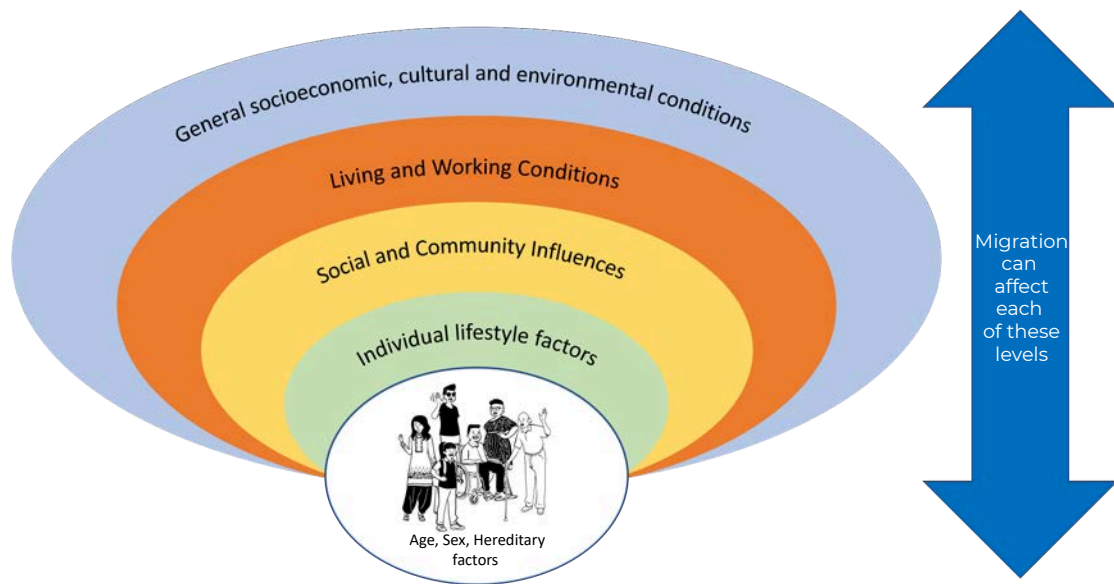 General socioeconomic, cultural and environmental conditions
Living and Working Conditions
Social and Community Influences
Individual lifestyle factors
Age, Sex, Hereditary
factors
Migration
can
affect
each
of these
levels